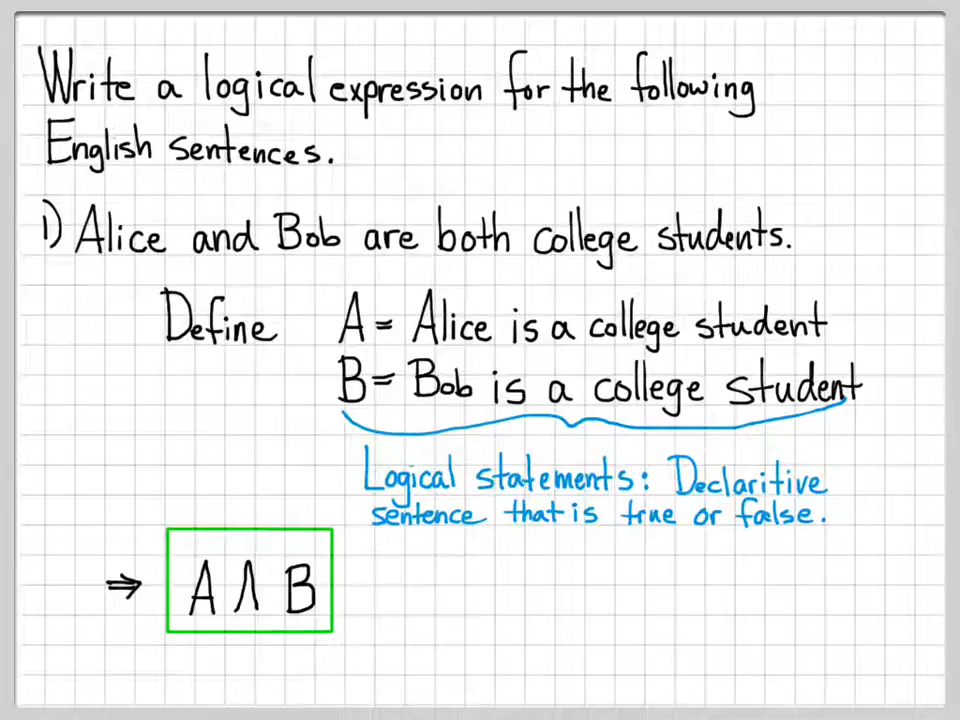 Write a logical expression for the following
English sentences.
1) Alice and Bob are both college students.
Define A = Alice is a college student
B = Bob is a college student
Logical statements: Declaritive
sentence that is true or false.
⇒ A ∧ B